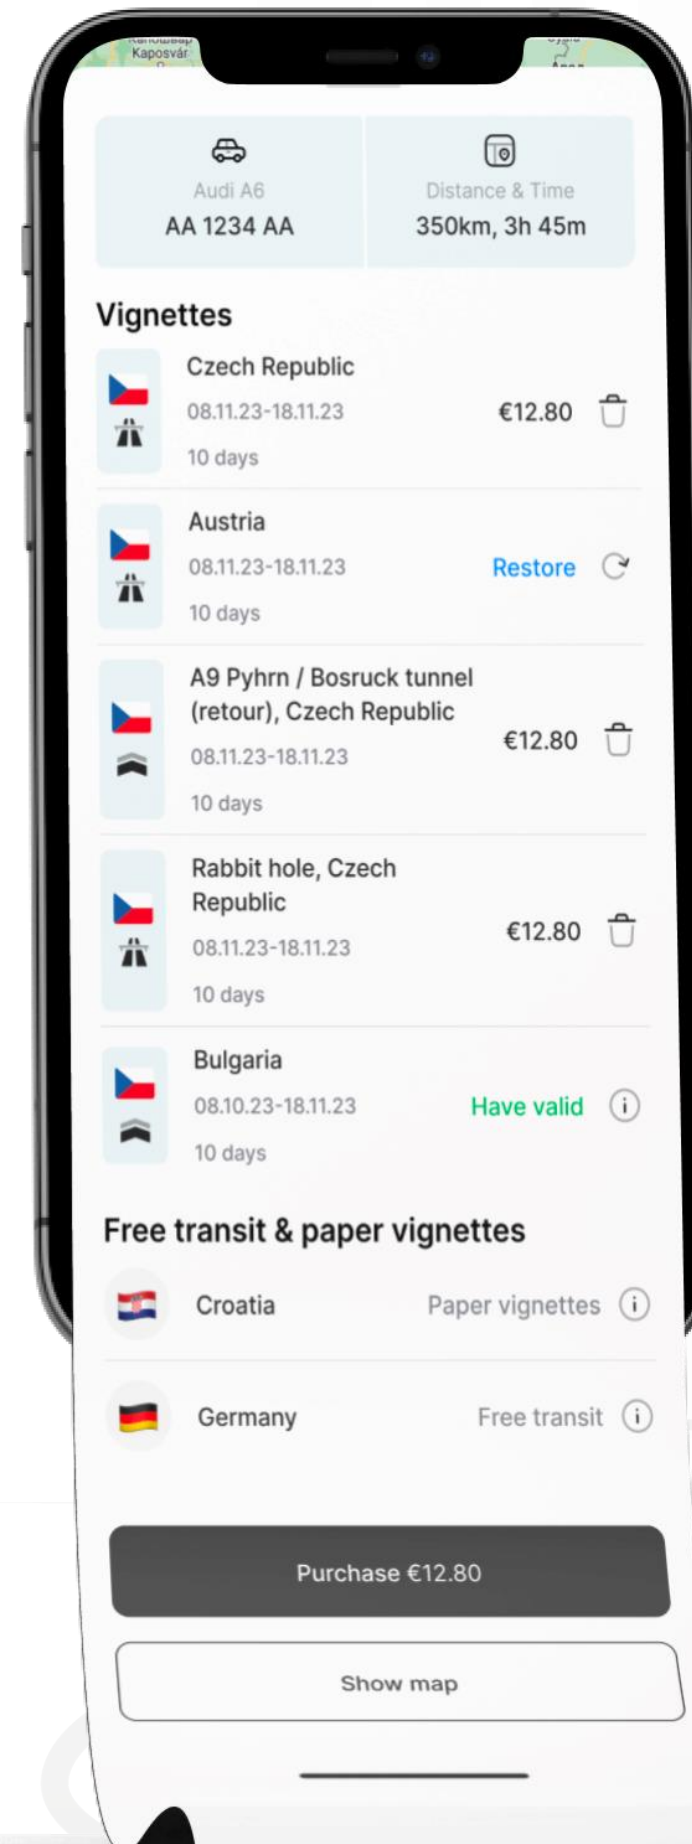 Kaposvár
Audi A6
AA 1234 AA
Distance & Time
350km, 3h 45m
Vignettes
Czech Republic
08.11.23-18.11.23
€12.80
10 days
Austria
08.11.23-18.11.23
Restore
10 days
A9 Pyhrn / Bosruck tunnel
(retour), Czech Republic
€12.80
08.11.23-18.11.23
10 days
Rabbit hole, Czech
Republic
€12.80
08.11.23-18.11.23
10 days
Bulgaria
08.10.23-18.11.23
Have valid
10 days
Free transit & paper vignettes
Croatia
Paper vignettes
Germany
Free transit
Purchase €12.80
Show map